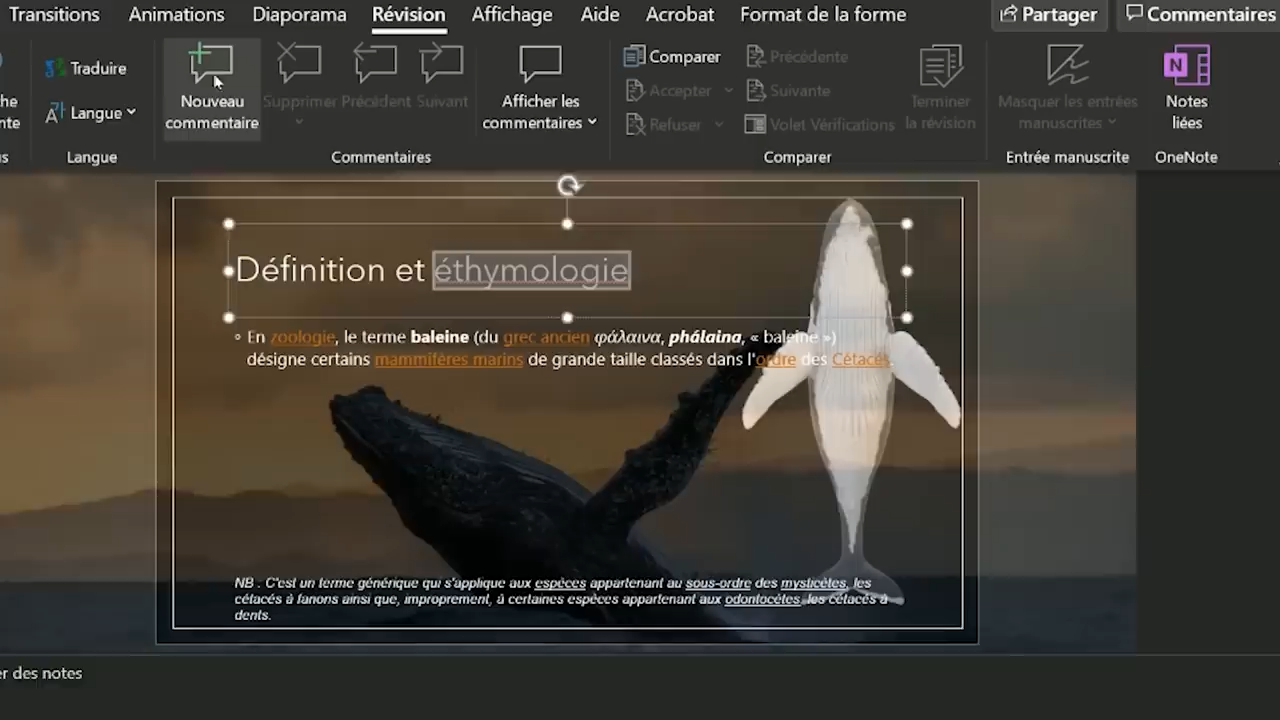 Transitions Animations Diaporama Révision Affichage Aide Acrobat Format de la forme Partager Commentaires
Traduire
Langue
Langue
Nouveau
commentaire
Supprimer
Précédent
Suivant
Afficher les
commentaires
Commentaires
Comparer
Accepter
Refuser
Précédente
Suivante
Volet Vérifications
Terminer
la révision
Comparer
Masquer les entrées
manuscrites
Entrée manuscrite
N
Notes
liées
OneNote
Définition et éthymologie
En zoologie, le terme baleine (du grec ancien φάλαινα, phálaina, « baleine »)
désigne certains mammifères marins de grande taille classés dans l'ordre des Cétacés.
NB : C'est un terme générique qui s'applique aux espèces appartenant au sous-ordre des mysticètes, les
cétacés à fanons ainsi que, improprement, à certaines espèces appartenant aux odontocètes, les cétacés à
dents.
er des notes